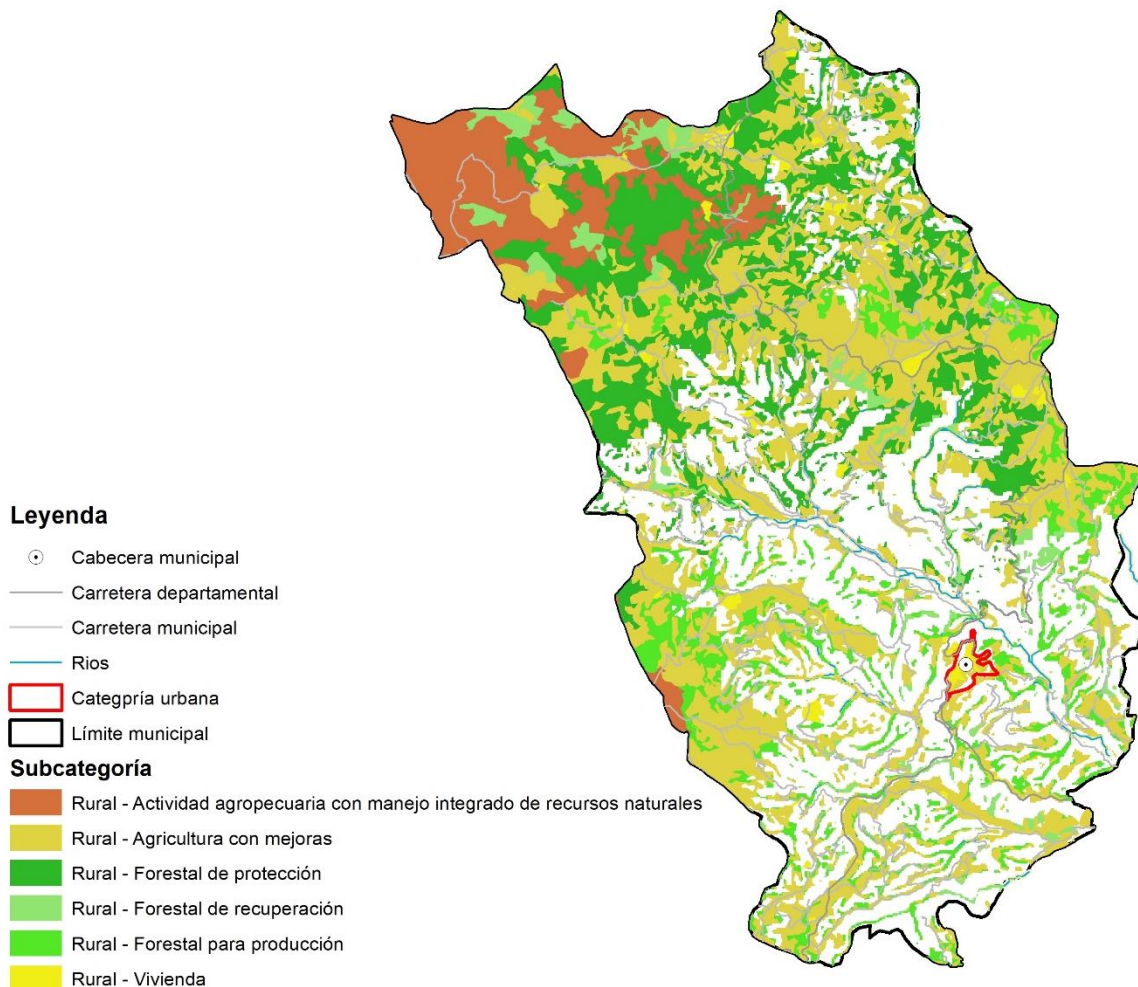 Leyenda
Cabecera municipal
Carretera departamental
Carretera municipal
Rios
Categpría urbana
Límite municipal
Subcategoría
Rural - Actividad agropecuaria con manejo integrado de recursos naturales
Rural - Agricultura con mejoras
Rural - Forestal de protección
Rural - Forestal de recuperación
Rural - Forestal para producción
Rural - Vivienda